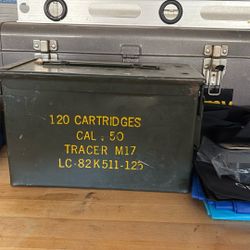 120 CARTRIDGES
CAL .50
TRACER M17
LC-82K511-125